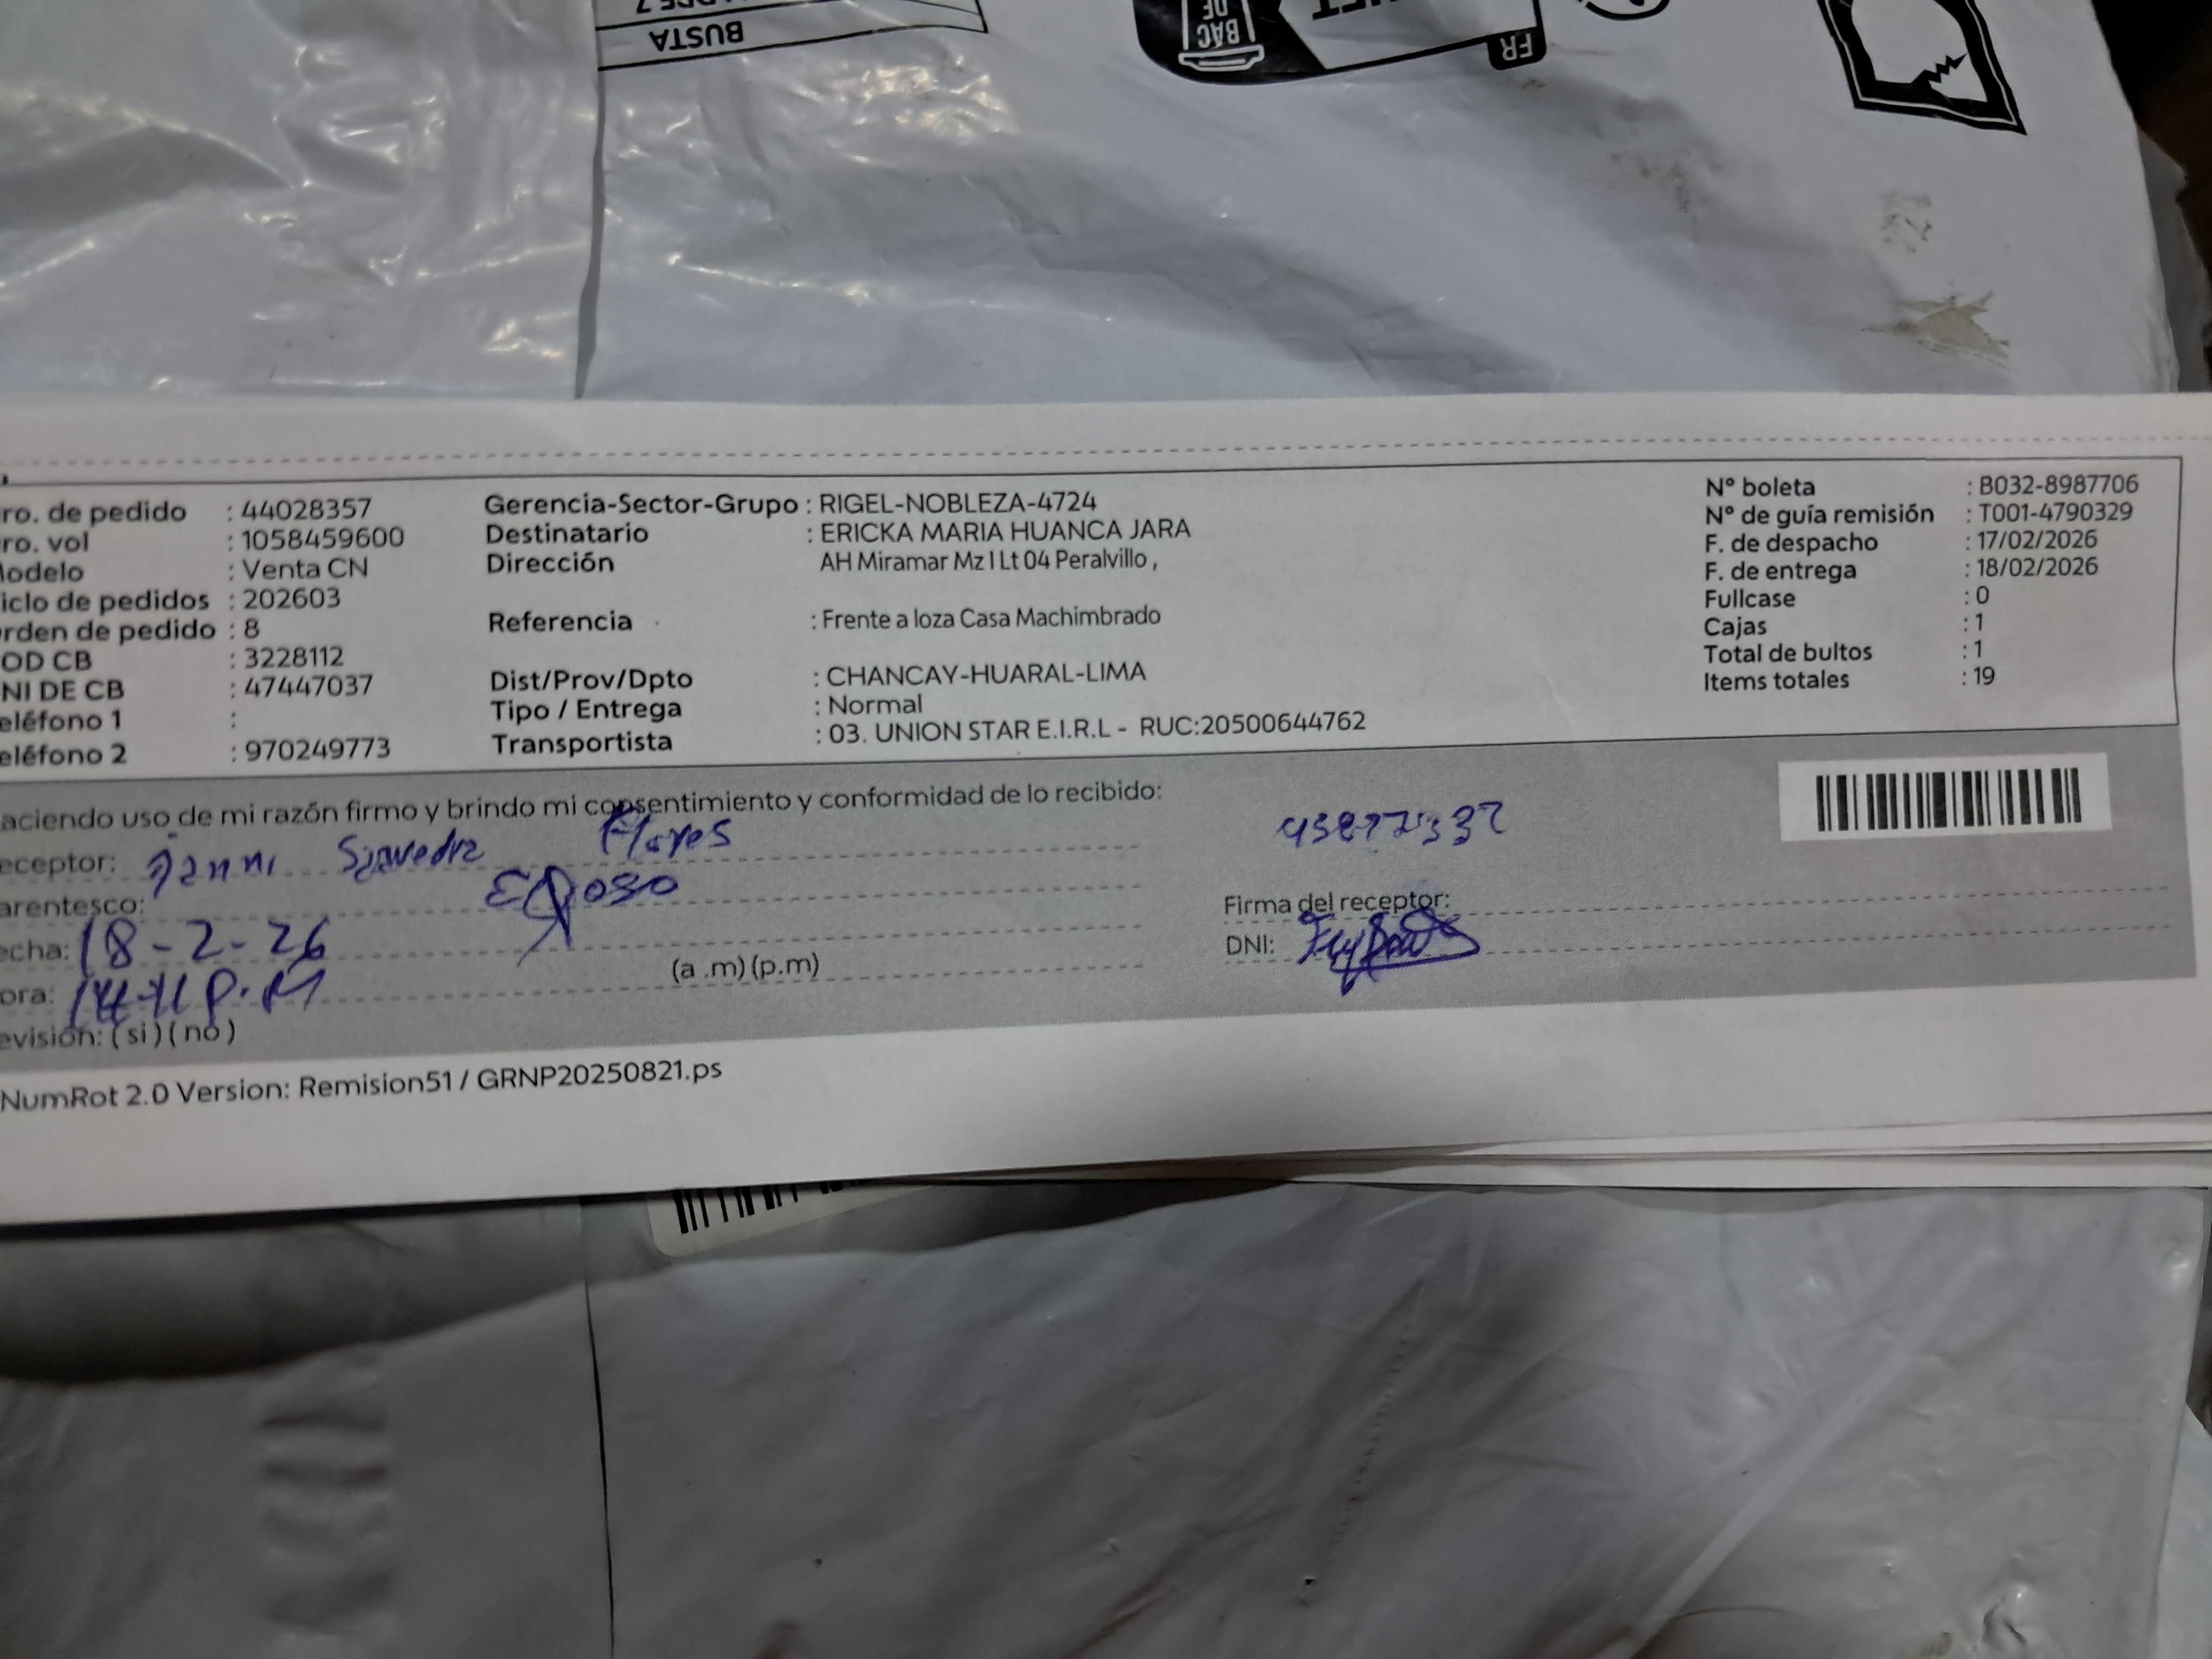 BUSTA
BAC
DE
FR
ro. de pedido : 44028357
ro. vol : 1058459600
odelo : Venta CN
iclo de pedidos : 202603
rden de pedido : 8
OD CB : 3228112
NI DE CB : 47447037
eléfono 1 :
eléfono 2 : 970249773
Gerencia-Sector-Grupo : RIGEL-NOBLEZA-4724
Destinatario : ERICKA MARIA HUANCA JARA
Dirección AH Miramar Mz I Lt 04 Peralvillo ,
Referencia : Frente a loza Casa Machimbrado
Dist/Prov/Dpto : CHANCAY-HUARAL-LIMA
Tipo / Entrega : Normal
Transportista : 03. UNION STAR E.I.R.L - RUC:20500644762
Nº boleta : B032-8987706
Nº de guía remisión : T001-4790329
F. de despacho : 17/02/2026
F. de entrega : 18/02/2026
Fullcase : 0
Cajas : 1
Total de bultos : 1
Items totales : 19
aciendo uso de mi razón firmo y brindo mi consentimiento y conformidad de lo recibido:
eceptor: Saavedra Flores
arentesco: Esposo
echa: 18-2-26
ora: P.M (a .m) (p.m)
evisión: ( si ) ( no )
Firma del receptor:
DNI:
NumRot 2.0 Version: Remision51 / GRNP20250821.ps